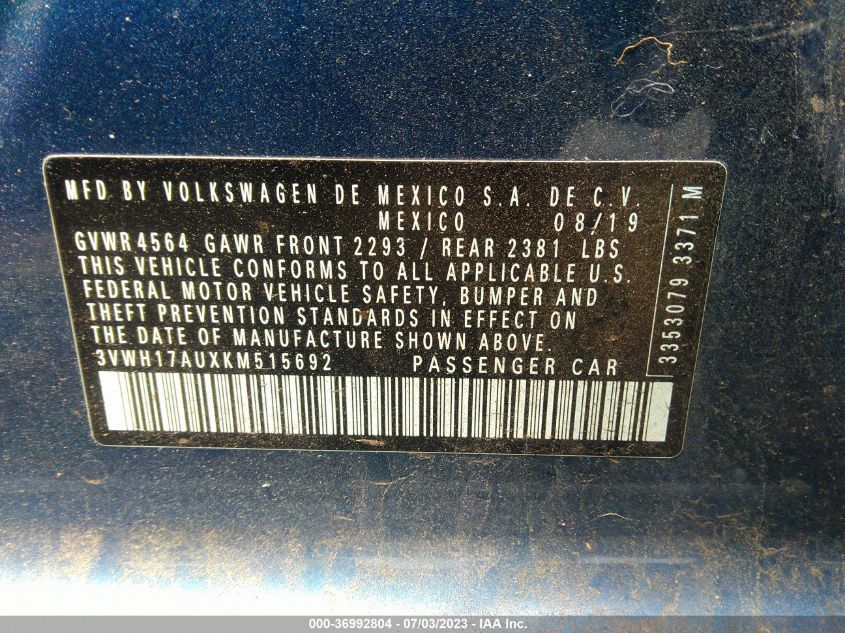 MFD BY VOLKSWAGEN DE MEXICO S.A. DE C.V.
MEXICO 08/19
GVWR 4564 GAWR FRONT 2293 / REAR 2381 LBS
THIS VEHICLE CONFORMS TO ALL APPLICABLE U.S.
FEDERAL MOTOR VEHICLE SAFETY, BUMPER AND
THEFT PREVENTION STANDARDS IN EFFECT ON
THE DATE OF MANUFACTURE SHOWN ABOVE.
3VWH17AUXKM515692 PASSENGER CAR
3353079 3371 M
000-36992804 - 07/03/2023 - IAA Inc.